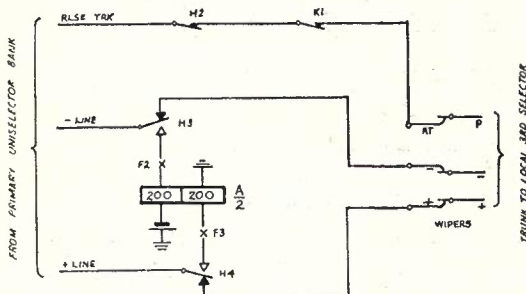 FROM PRIMARY UNISELECTOR BANK
RLSE TRK
H2
K1
- LINE
H3
F2
200 200
A
2
F3
+ LINE
H4
RT
P
-
-
+
+
WIPERS
TRUNK TO LOCAL 3RD SELECTOR